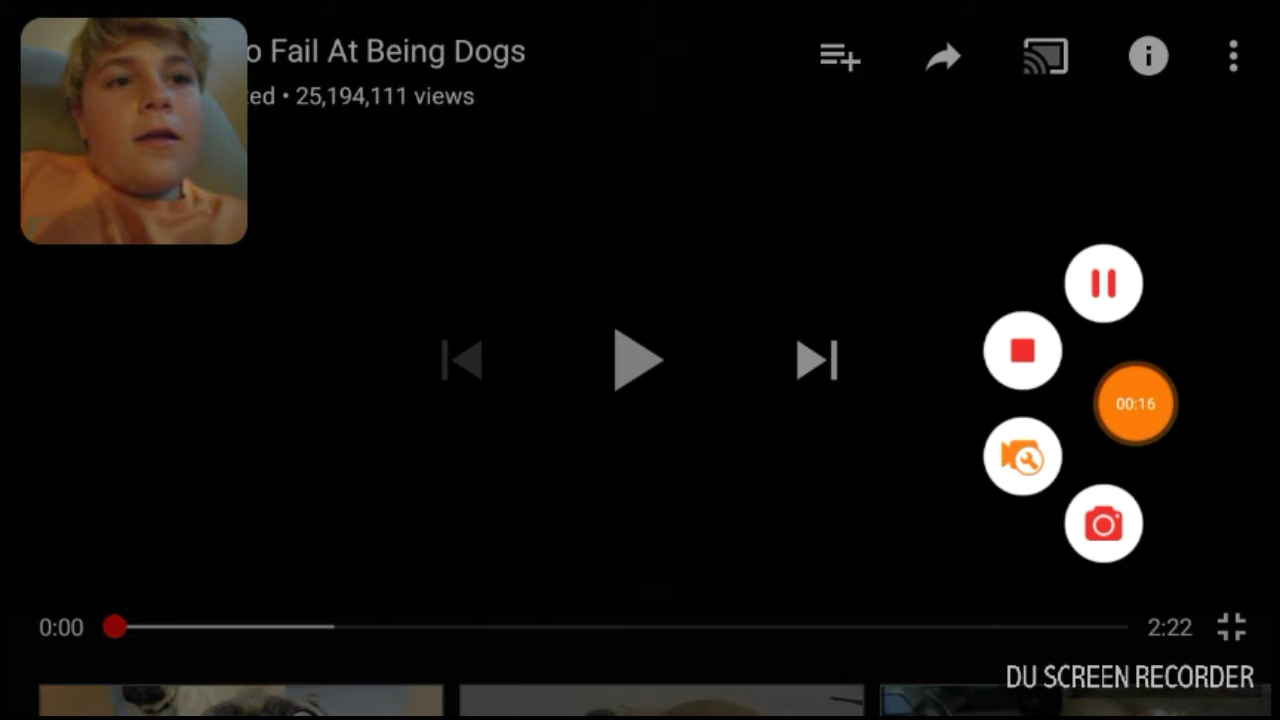 o Fail At Being Dogs
ted • 25,194,111 views
00:16
0:00
2:22
DU SCREEN RECORDER